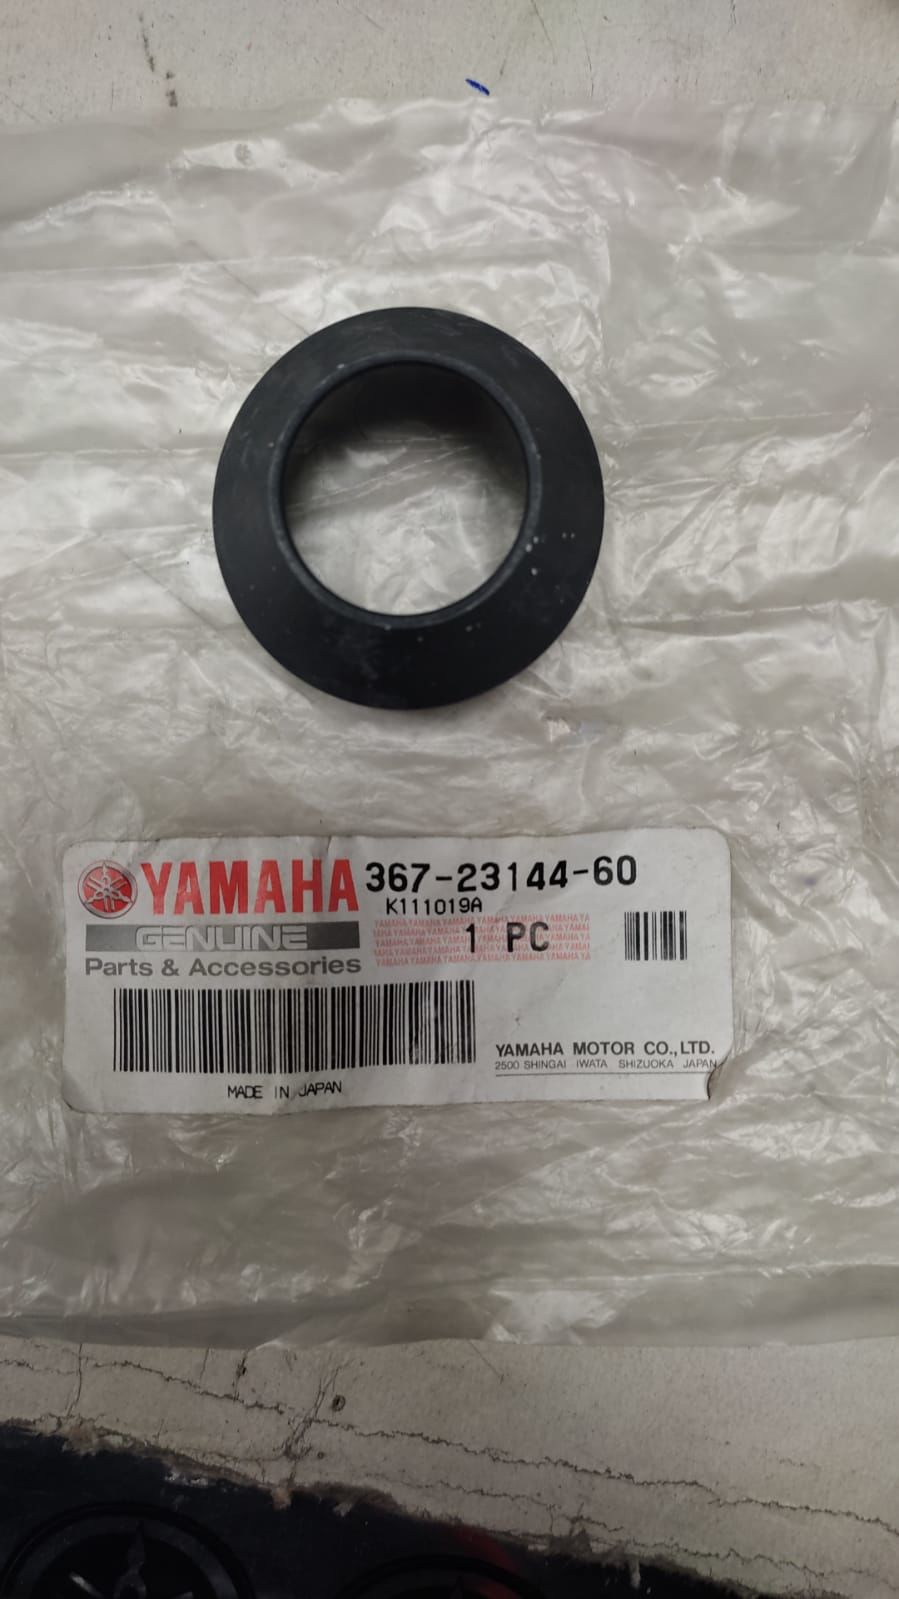 YAMAHA 367-23144-60
K111019A
GENUINE 1 PC
Parts & Accessories
YAMAHA MOTOR CO.,LTD.
2500 SHINGAI IWATA SHIZUOKA JAPAN
MADE IN JAPAN